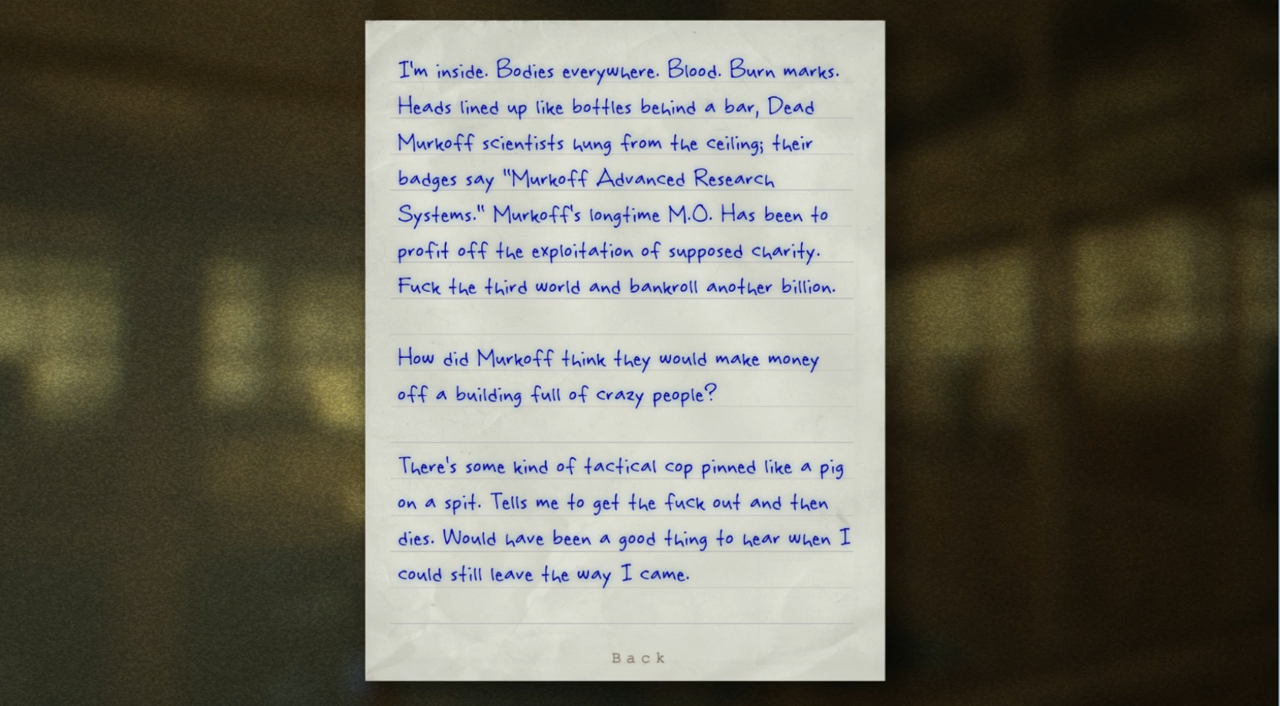 I'm inside. Bodies everywhere. Blood. Burn marks.
Heads lined up like bottles behind a bar, Dead
Murkoff scientists hung from the ceiling; their
badges say "Murkoff Advanced Research
Systems." Murkoff's longtime M.O. Has been to
profit off the exploitation of supposed charity.
Fuck the third world and bankroll another billion.
How did Murkoff think they would make money
off a building full of crazy people?
There's some kind of tactical cop pinned like a pig
on a spit. Tells me to get the fuck out and then
dies. Would have been a good thing to hear when I
could still leave the way I came.
Back